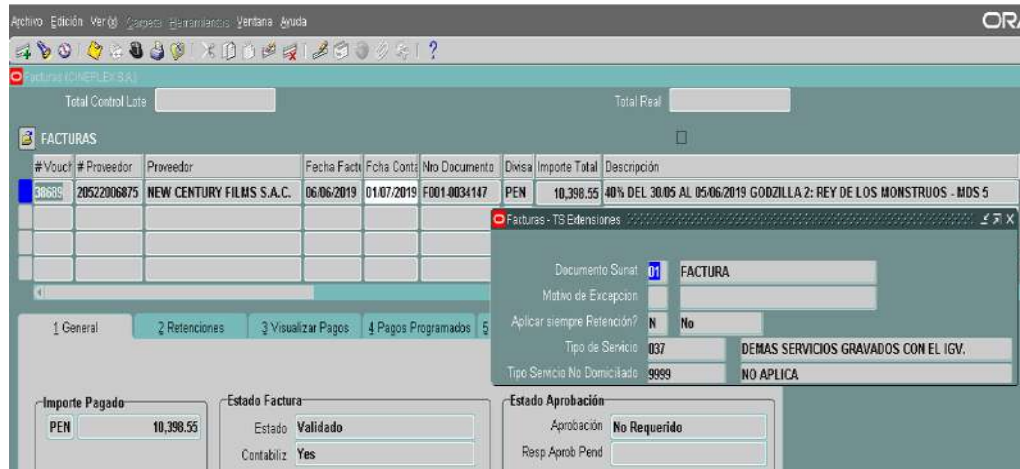 Archivo Edición Ver(g) Carpeta Herramientas Ventana Ayuda
ORA
Facturas (CINEPLEX S.A.)
Total Control Lote
Total Real
FACTURAS
# Vouch # Proveedor Proveedor Fecha Factu Fcha Conta Nro Documento Divisa Importe Total Descripción
38689 20522006875 NEW CENTURY FILMS S.A.C. 06/06/2019 01/07/2019 F001-0034147 PEN 10,398.55 40% DEL 30/05 AL 05/06/2019 GODZILLA 2: REY DE LOS MONSTRUOS - MDS 5
Facturas - TS Extensiones
Documento Sunat 01 FACTURA
Motivo de Excepcion
Aplicar siempre Retención? N No
Tipo de Servicio 037 DEMAS SERVICIOS GRAVADOS CON EL IGV.
Tipo Servicio No Domiciliado 9999 NO APLICA
1 General 2 Retenciones 3 Visualizar Pagos 4 Pagos Programados 5
Importe Pagado
PEN 10,398.55
Estado Factura
Estado Validado
Contabiliz Yes
Estado Aprobación
Aprobación No Requerido
Resp Aprob Pend